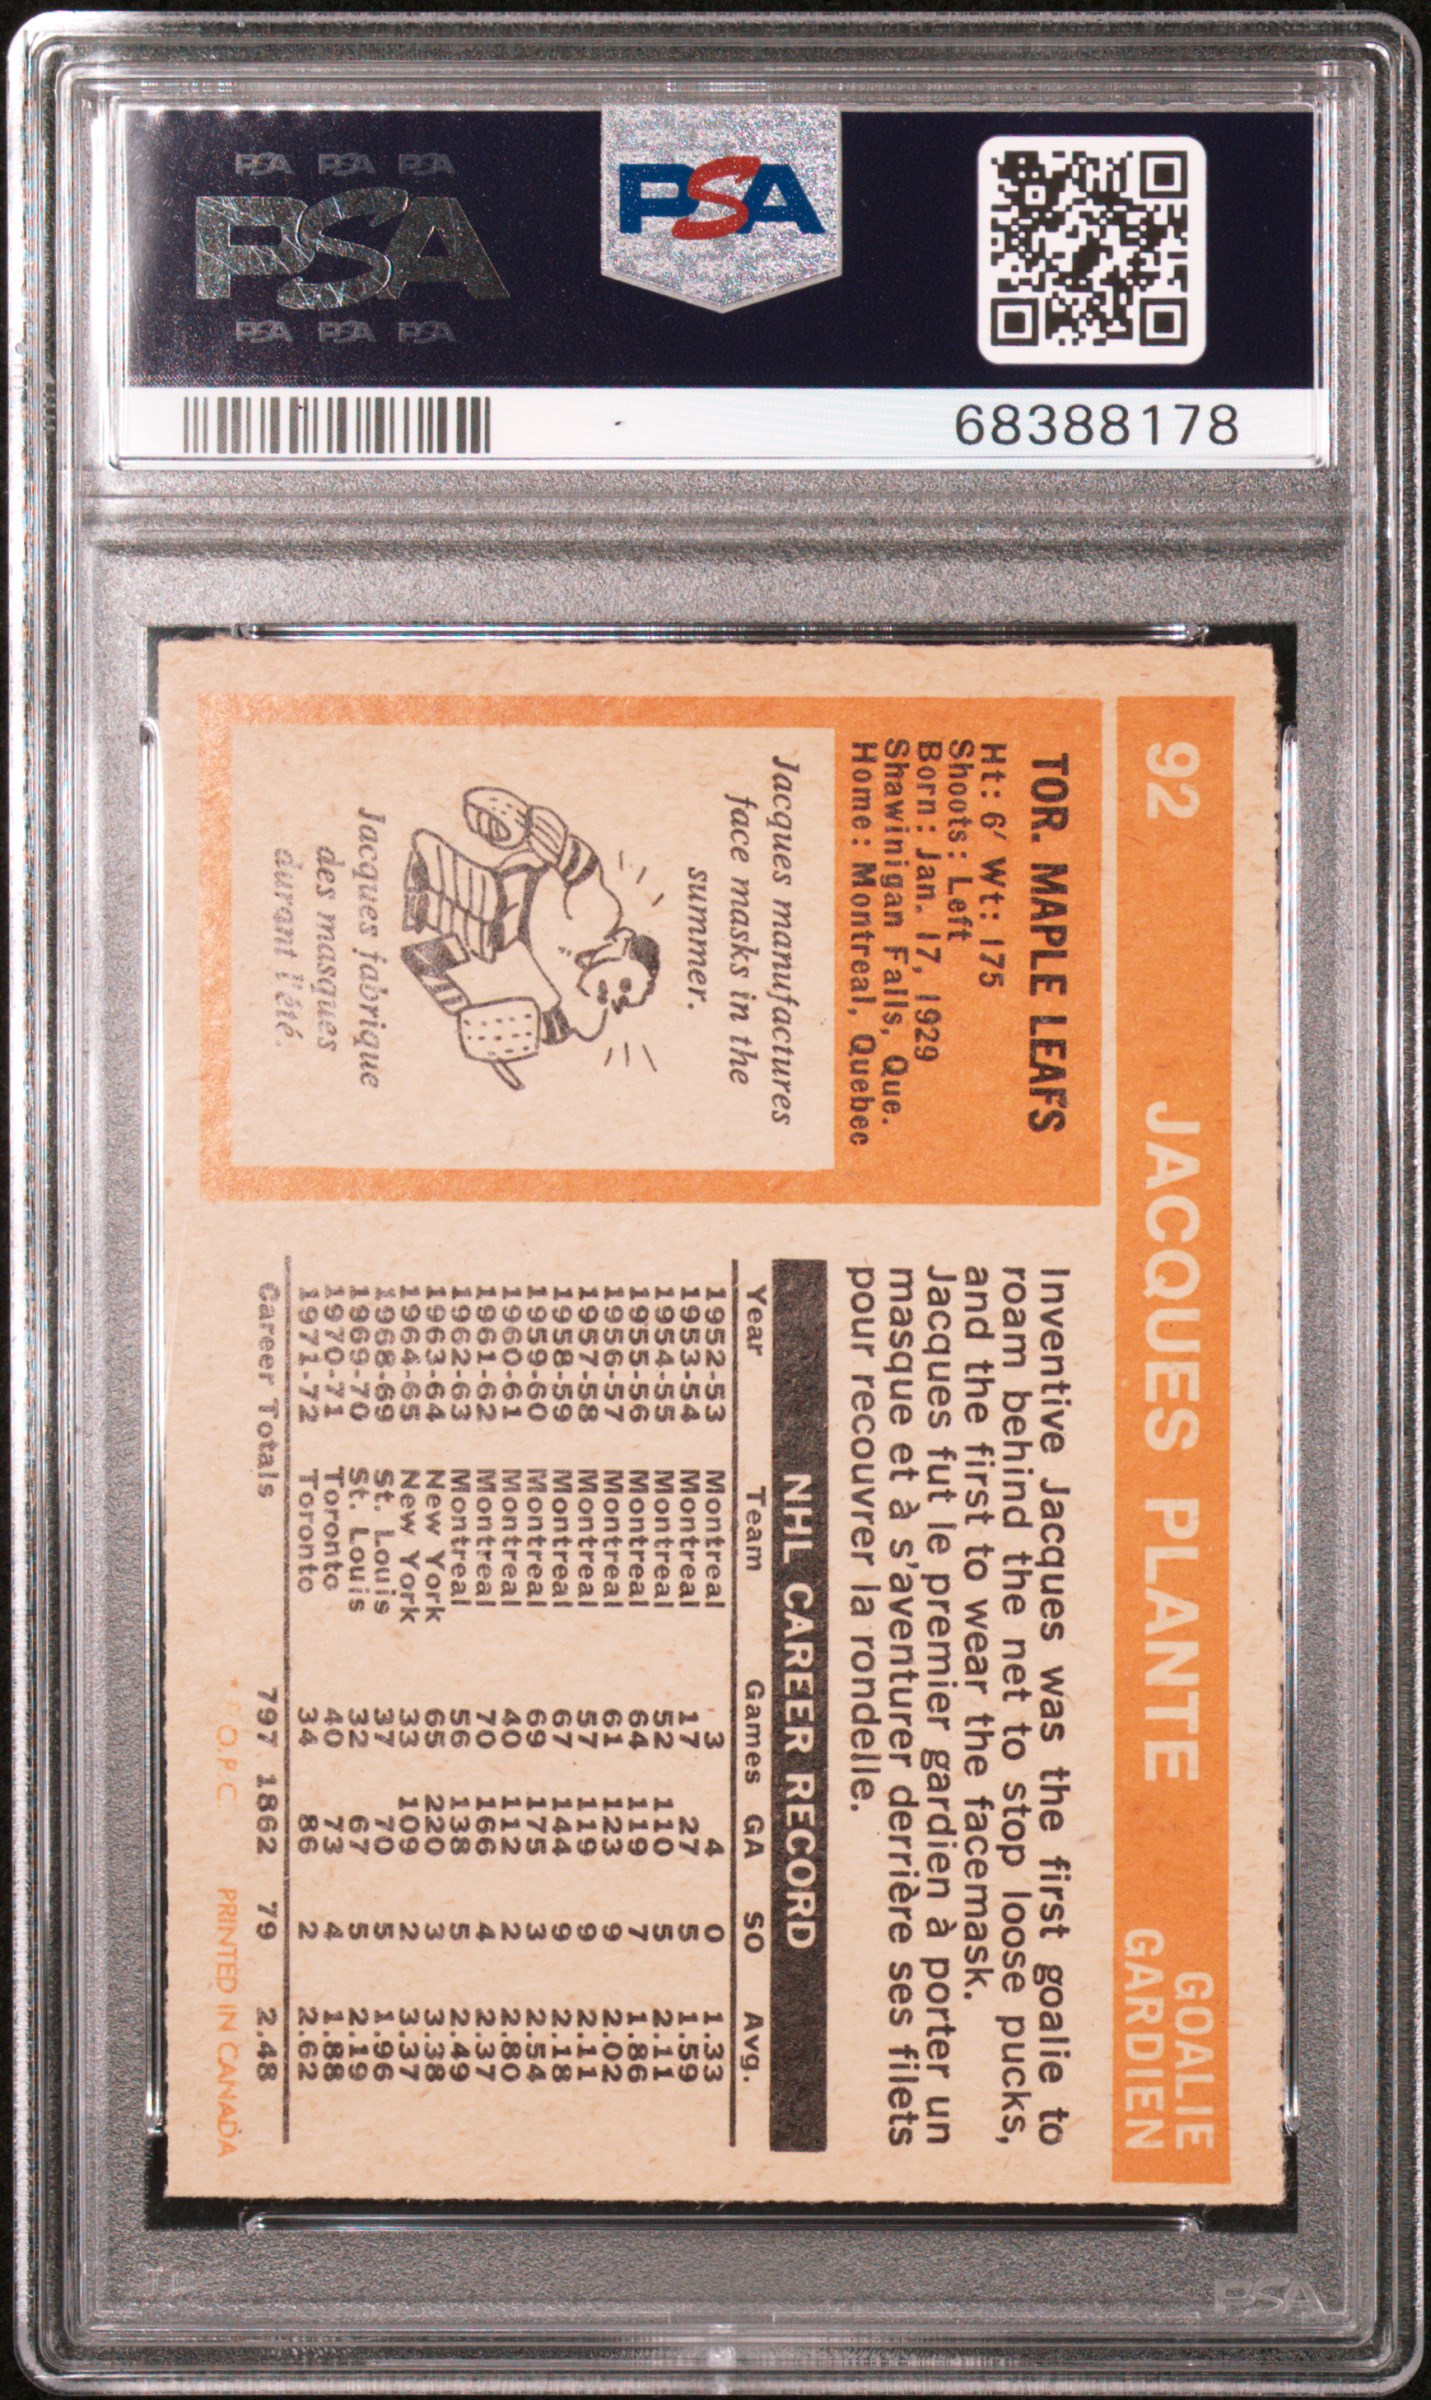 PSA PSA PSA
PSA
PSA PSA PSA
PSA
68388178
92 JACQUES PLANTE GOALIE
GARDIEN
TOR. MAPLE LEAFS
Ht: 6' Wt: 175
Shoots: Left
Born: Jan. 17, 1929
Shawinigan Falls, Que.
Home: Montreal, Quebec
Jacques manufactures
face masks in the
summer.
Jacques fabrique
des masques
durant l'été.
Inventive Jacques was the first goalie to
roam behind the net to stop loose pucks,
and the first to wear the facemask.
Jacques fut le premier gardien à porter un
masque et à s'aventurer derrière ses filets
pour recouvrer la rondelle.
NHL CAREER RECORD
Year Team Games GA SO Avg.
1952-53 Montreal 3 4 0 1.33
1953-54 Montreal 17 27 5 1.59
1954-55 Montreal 52 110 5 2.11
1955-56 Montreal 64 119 7 1.86
1956-57 Montreal 61 123 9 2.02
1957-58 Montreal 57 119 9 2.11
1958-59 Montreal 67 144 9 2.18
1959-60 Montreal 69 175 3 2.54
1960-61 Montreal 40 112 2 2.80
1961-62 Montreal 70 166 4 2.37
1962-63 Montreal 56 138 5 2.49
1963-64 New York 65 220 3 3.38
1964-65 New York 33 109 2 3.37
1968-69 St. Louis 37 70 5 1.96
1969-70 St. Louis 32 67 5 2.19
1970-71 Toronto 40 73 4 1.88
1971-72 Toronto 34 86 2 2.62
Career Totals 797 1862 79 2.48
O.P.C. PRINTED IN CANADA
PSA